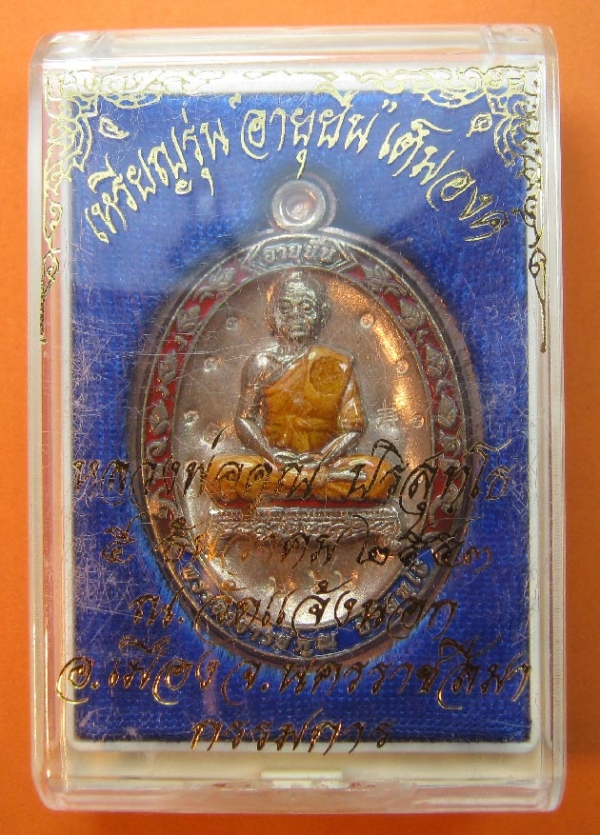 เหรียญรุ่น "อายุยืน" เต็มองค์
อายุยืน
หลวงพ่อคูณ ปริสุทฺโธ
๕ ธันวาคม ๒๕๕๓
ณ. วัดแจ้งนอก
อ.เมือง จ.นครราชสีมา
กรรมการ